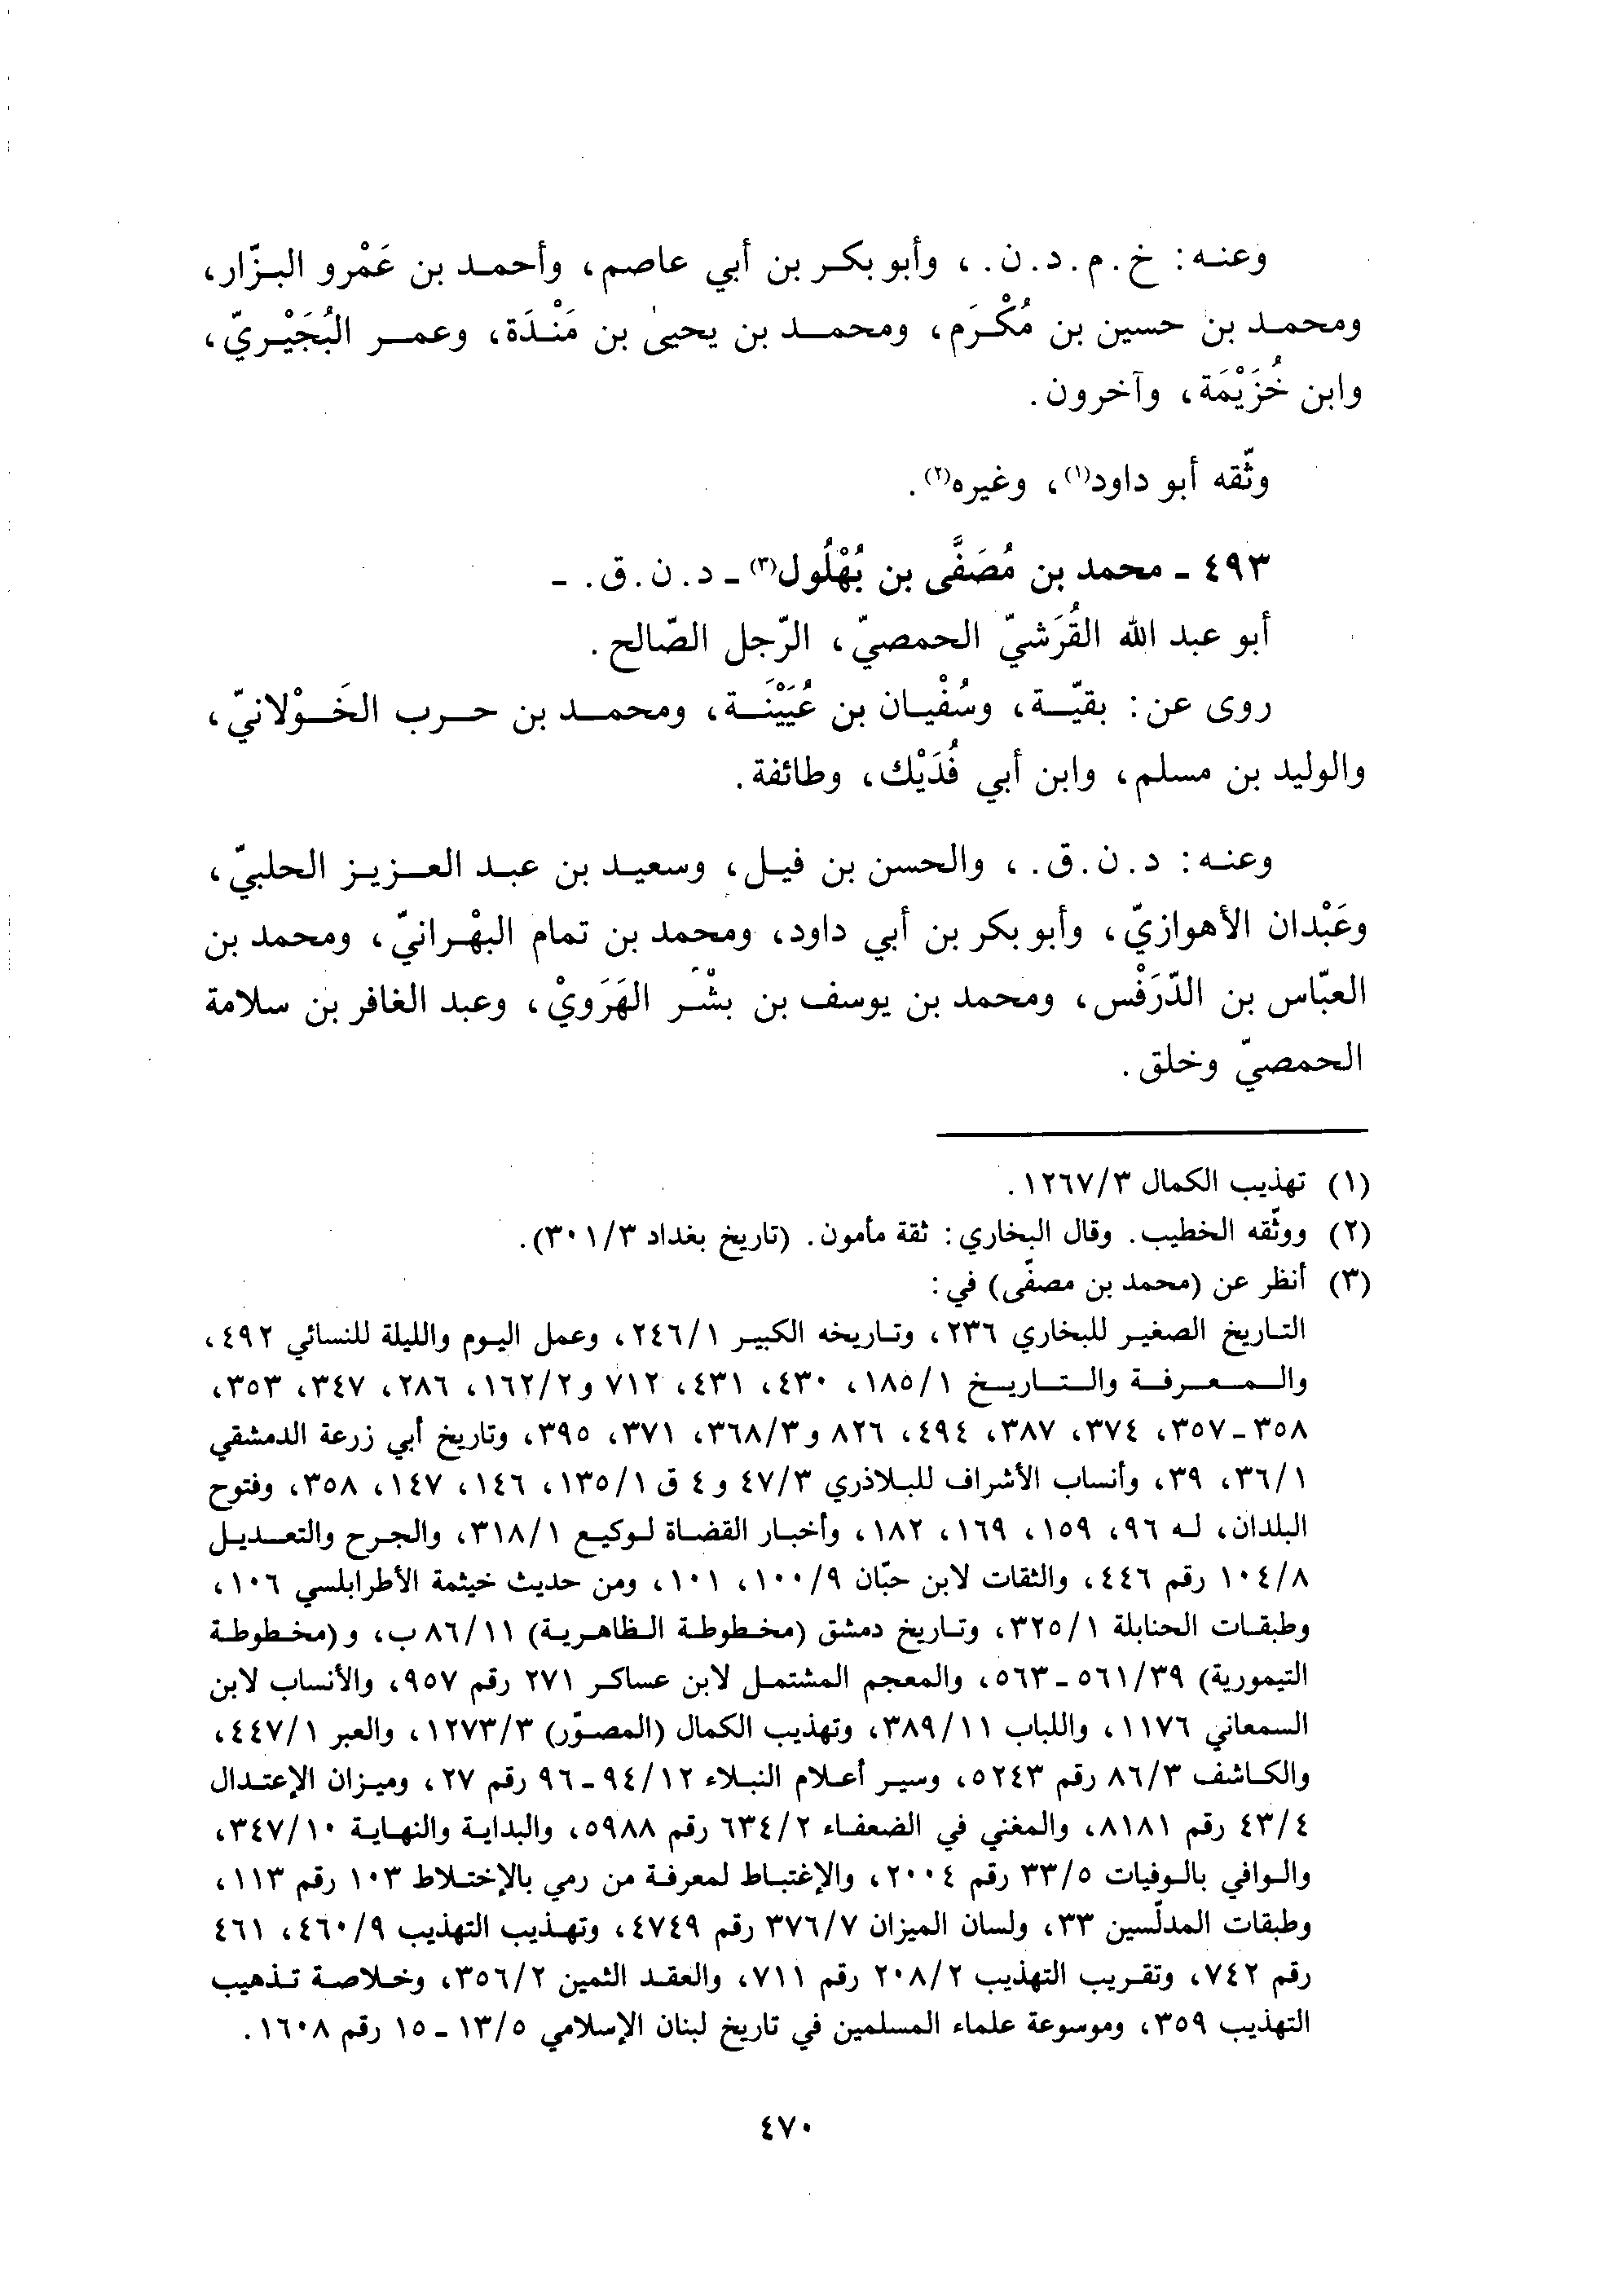 وعنه: خ. م. د. ن.، وأبو بكر بن أبي عاصم، وأحمد بن عَمْرو البزّار،
ومحمد بن حسين بن مُكْرَم، ومحمد بن يحيىٰ بن مَنْدَة، وعمر البُجَيْريّ،
وابن خُزَيْمَة، وآخرون.
وثّقه أبو داود(١)، وغيره(٢).
٤٩٣ - محمد بن مُصَفَّى بن بُهْلُول(٣) - د. ن. ق. -
أبو عبد الله القُرَشيّ الحمصيّ، الرّجل الصّالح.
روى عن: بقيّة، وسُفْيان بن عُيَيْنَة، ومحمد بن حرب الخَوْلانيّ،
والوليد بن مسلم، وابن أبي فُدَيْك، وطائفة.
وعنه: د. ن. ق.، والحسن بن فيل، وسعيد بن عبد العزيز الحلبيّ،
وعَبْدان الأهوازيّ، وأبو بكر بن أبي داود، ومحمد بن تمام البهْرانيّ، ومحمد بن
العبّاس بن الدّرَفْس، ومحمد بن يوسف بن بشْر الهَرَويْ، وعبد الغافر بن سلامة
الحمصيّ وخلق.
(١) تهذيب الكمال ١٢٦٧/٣.
(٢) ووثّقه الخطيب. وقال البخاري: ثقة مأمون. (تاريخ بغداد ٣٠١/٣).
(٣) أنظر عن (محمد بن مصفّى) في:
التاريخ الصغير للبخاري ٢٣٦، وتاريخه الكبير ٢٤٦/١، وعمل اليوم والليلة للنسائي ٤٩٢،
والمعرفة والتاريخ ١٨٥/١، ٤٣٠، ٤٣١، ٧١٢ و١٦٢/٢، ٢٨٦، ٣٤٧، ٣٥٣،
٣٥٨-٣٥٧، ٣٧٤، ٣٨٧، ٤٩٤، ٨٢٦ و٣٦٨/٣، ٣٧١، ٣٩٥، وتاريخ أبي زرعة الدمشقي
٣٦/١، ٣٩، وأنساب الأشراف للبلاذري ٤٧/٣ و٤ ق ١٣٥/١، ١٤٦، ١٤٧، ٣٥٨، وفتوح
البلدان، له ٩٦، ١٥٩، ١٦٩، ١٨٢، وأخبار القضاة لوكيع ٣١٨/١، والجرح والتعديل
١٠٤/٨ رقم ٤٤٦، والثقات لابن حبّان ١٠٠/٩، ١٠١، ومن حديث خيثمة الأطرابلسي ١٠٦،
وطبقات الحنابلة ٣٢٥/١، وتاريخ دمشق (مخطوطة الظاهرية) ٨٦/١١ ب، و(مخطوطة
التيمورية) ٥٦١/٣٩ - ٥٦٣، والمعجم المشتمل لابن عساكر ٢٧١ رقم ٩٥٧، والأنساب لابن
السمعاني ١١٧٦، واللباب ٣٨٩/١١، وتهذيب الكمال (المصوّر) ١٢٧٣/٣، والعبر ٤٤٧/١،
والكاشف ٨٦/٣ رقم ٥٢٤٣، وسير أعلام النبلاء ٩٤/١٢-٩٦ رقم ٢٧، وميزان الإعتدال
٤٣/٤ رقم ٨١٨١، والمغني في الضعفاء ٦٣٤/٢ رقم ٥٩٨٨، والبداية والنهاية ٣٤٧/١٠،
والوافي بالوفيات ٣٣/٥ رقم ٢٠٠٤، والإغتباط لمعرفة من رمي بالإختلاط ١٠٣ رقم ١١٣،
وطبقات المدلّسين ٣٣، ولسان الميزان ٣٧٦/٧ رقم ٤٧٤٩، وتهذيب التهذيب ٤٦٠/٩، ٤٦١
رقم ٧٤٢، وتقريب التهذيب ٢٠٨/٢ رقم ٧١١، والعقد الثمين ٣٥٦/٢، وخلاصة تذهيب
التهذيب ٣٥٩، وموسوعة علماء المسلمين في تاريخ لبنان الإسلامي ١٣/٥ - ١٥ رقم ١٦٠٨.
٤٧٠